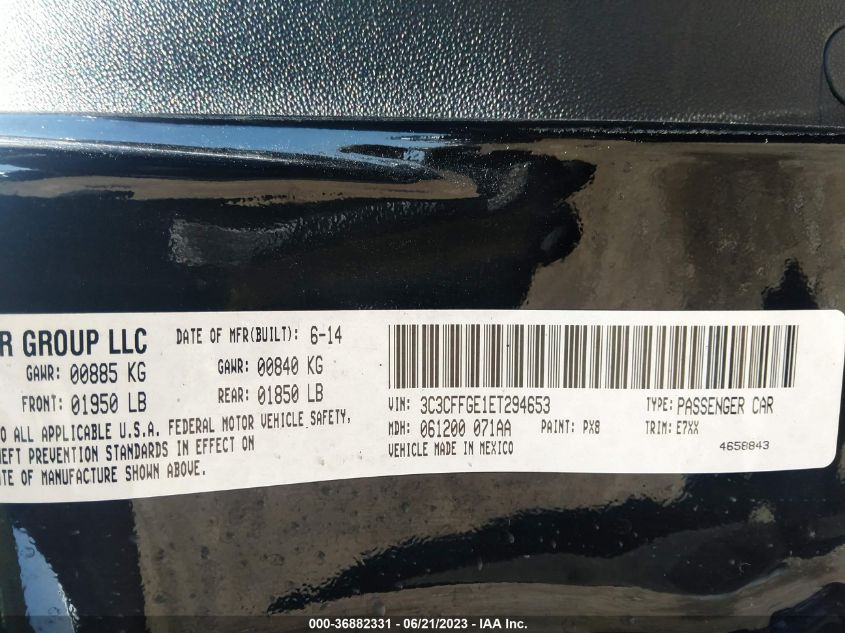 R GROUP LLC DATE OF MFR(BUILT): 6-14
GAWR: 00885 KG GAWR: 00840 KG
FRONT: 01950 LB REAR: 01850 LB
O ALL APPLICABLE U.S.A. FEDERAL MOTOR VEHICLE SAFETY,
HEFT PREVENTION STANDARDS IN EFFECT ON
TE OF MANUFACTURE SHOWN ABOVE.
VIN: 3C3CFFGE1ET294653 TYPE: PASSENGER CAR
MDH: 061200 071AA PAINT: PX8 TRIM: E7XX
VEHICLE MADE IN MEXICO 4658843
000-36882331 - 06/21/2023 - IAA Inc.